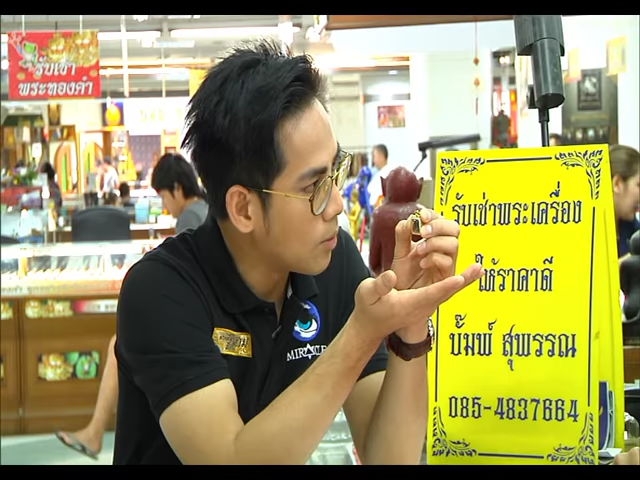 รับเช่า
พระทองคำ
รับเช่าพระเครื่อง
ให้ราคาดี
บั๊มพ์ สุพรรณ
085-4837664
MIRACLE